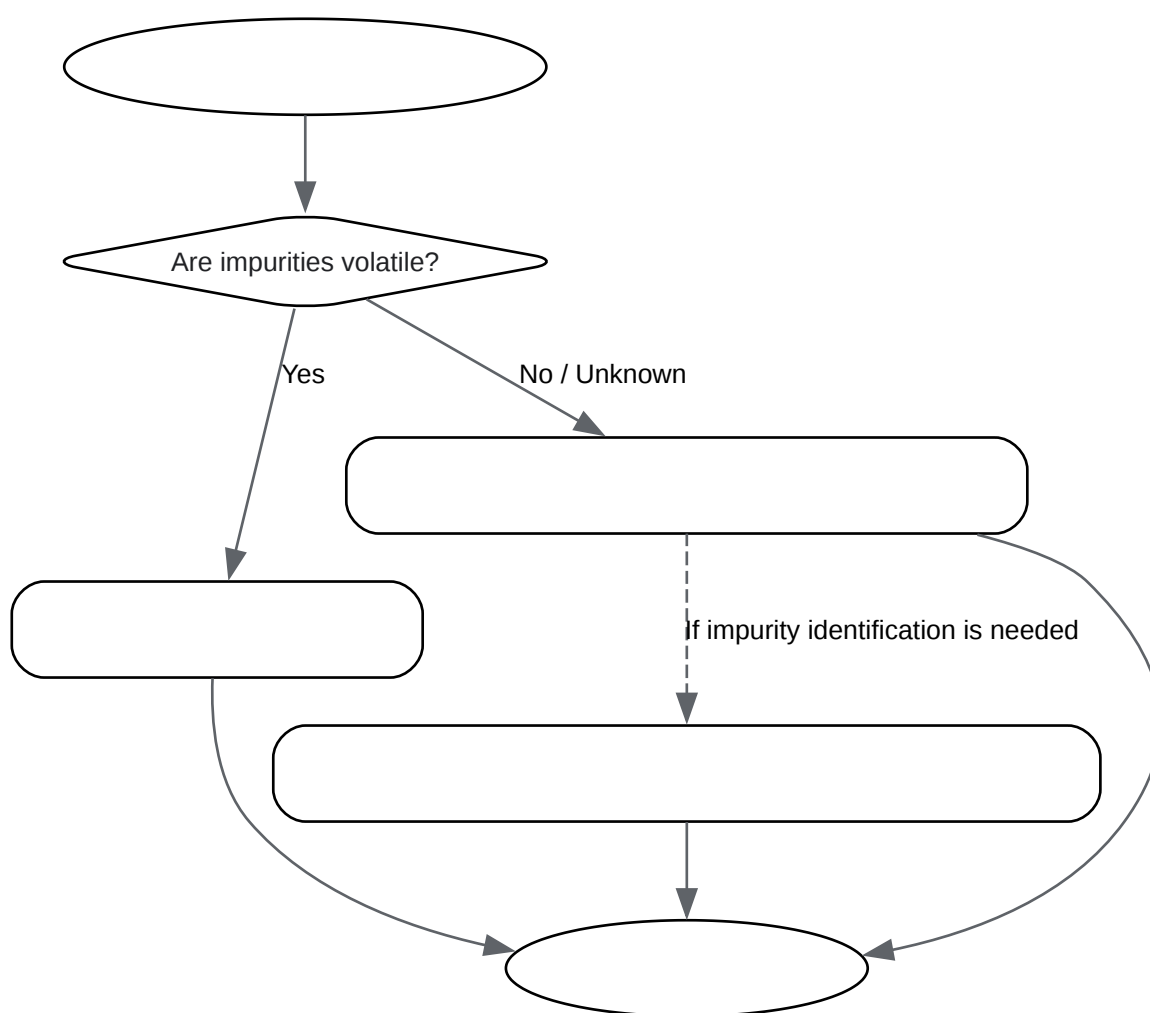 Are impurities volatile?
Yes
No / Unknown
If impurity identification is needed